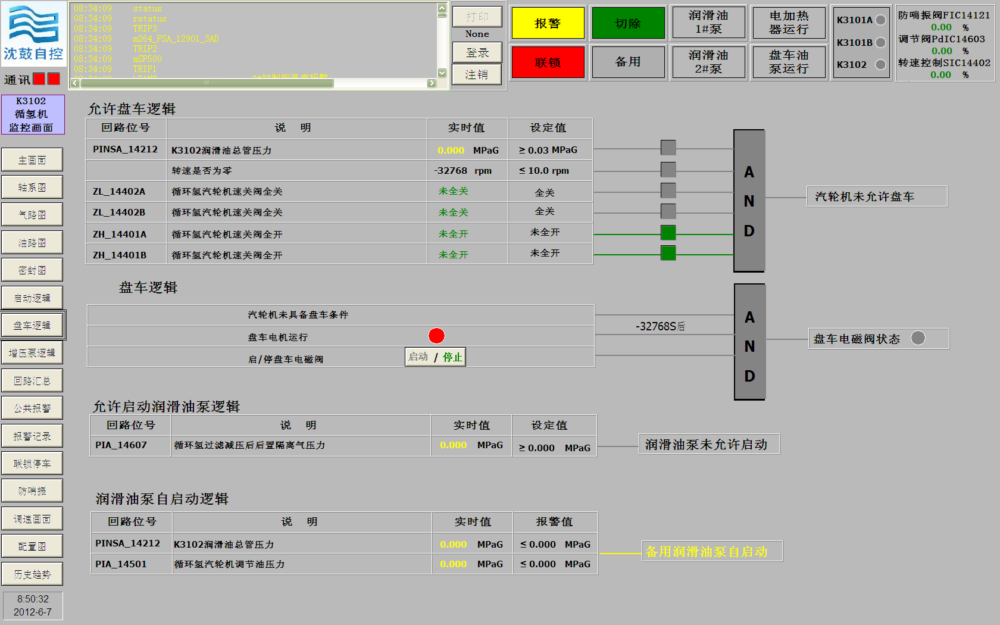 沈鼓自控
通讯
08:34:09 status
08:34:09 rstatus
08:34:09 TRIP3
08:34:09 m264_PSA_12901_3AD
08:34:09 TRIP2
08:34:09 mSP500
08:34:09 TRIP1
打印
None
登录
注销
报警
切除
润滑油
1#泵
电加热
器运行
联锁
备用
润滑油
2#泵
盘车油
泵运行
K3101A
K3101B
K3102
防喘振阀FIC14121
0.00 %
调节阀PdIC14603
0.00 %
转速控制SIC14402
0.00 %
K3102
循氢机
监控画面
主画面
轴系图
气路图
油路图
密封图
启动逻辑
盘车逻辑
增压泵逻辑
回路汇总
公共报警
报警记录
联锁停车
防喘振
调速画面
配置图
历史趋势
8:50:32
2012-6-7
允许盘车逻辑
回路位号 说 明 实时值 设定值
PINSA_14212 K3102润滑油总管压力 0.000 MPaG ≥0.03 MPaG
转速是否为零 -32768 rpm ≤10.0 rpm
ZL_14402A 循环氢汽轮机速关阀全关 未全关 全关
ZL_14402B 循环氢汽轮机速关阀全关 未全关 全关
ZH_14401A 循环氢汽轮机速关阀全开 未全开 未全开
ZH_14401B 循环氢汽轮机速关阀全开 未全开 未全开
A
N
D
汽轮机未允许盘车
盘车逻辑
汽轮机未具备盘车条件
盘车电机运行
启/停盘车电磁阀 启动 / 停止
-32768S后
A
N
D
盘车电磁阀状态
允许启动润滑油泵逻辑
回路位号 说 明 实时值 设定值
PIA_14607 循环氢过滤减压后后置隔离气压力 0.000 MPaG ≥0.000 MPaG
润滑油泵未允许启动
润滑油泵自启动逻辑
回路位号 说 明 实时值 报警值
PINSA_14212 K3102润滑油总管压力 0.000 MPaG ≤0.000 MPaG
PIA_14501 循环氢汽轮机调节油压力 0.000 MPaG ≤0.000 MPaG
备用润滑油泵自启动